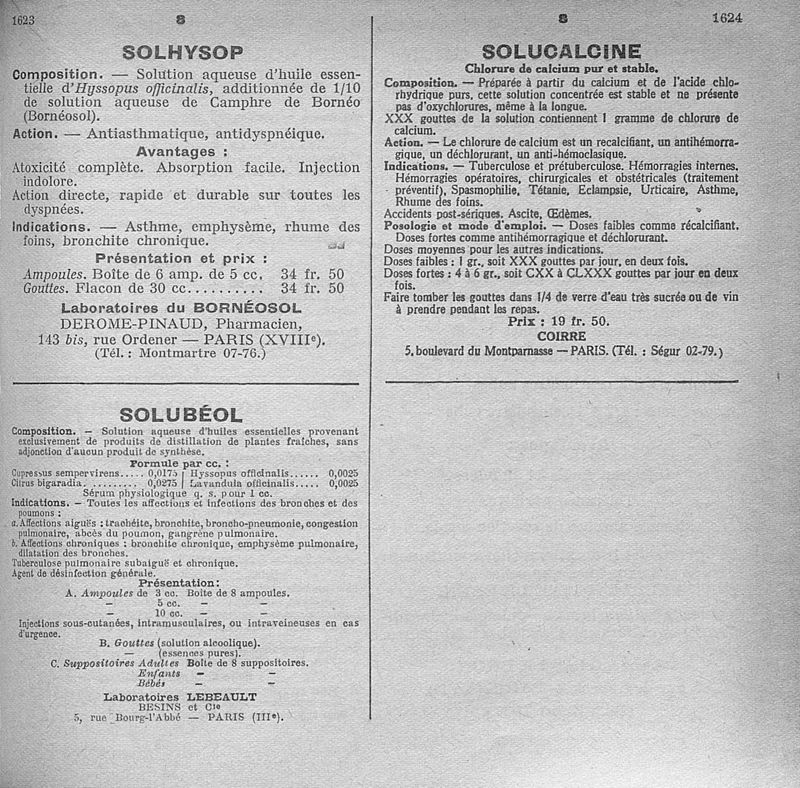 1623
S
SOLHYSOP
Composition. — Solution aqueuse d'huile essen-
tielle d'Hyssopus officinalis, additionnée de 1/10
de solution aqueuse de Camphre de Bornéo
(Bornéosol).
Action. — Antiasthmatique, antidyspnéique.
Avantages :
Atoxicité complète. Absorption facile. Injection
indolore.
Action directe, rapide et durable sur toutes les
dyspnées.
Indications. — Asthme, emphysème, rhume des
foins, bronchite chronique.
Présentation et prix :
Ampoules. Boîte de 6 amp. de 5 cc. 34 fr. 50
Gouttes. Flacon de 30 cc.......... 34 fr. 50
Laboratoires du BORNÉOSOL
DEROME-PINAUD, Pharmacien,
143 bis, rue Ordener — PARIS (XVIIIe).
(Tél. : Montmartre 07-76.)
SOLUBÉOL
Composition. — Solution aqueuse d'huiles essentielles provenant
exclusivement de produits de distillation de plantes fraîches, sans
adjonction d'aucun produit de synthèse.
Formule par cc. :
Cupressus sempervirens..... 0,0175 | Hyssopus officinalis...... 0,0025
Citrus bigaradia. ......... 0,0275 | Lavandula officinalis..... 0,0025
Sérum physiologique q. s. pour 1 cc.
Indications. — Toutes les affections et infections des bronches et des
poumons :
a. Affections aiguës : trachéite, bronchite, broncho-pneumonie, congestion
pulmonaire, abcès du poumon, gangrène pulmonaire.
b. Affections chroniques : bronchite chronique, emphysème pulmonaire,
dilatation des bronches.
Tuberculose pulmonaire subaiguë et chronique.
Agent de désinfection générale.
Présentation :
A. Ampoules de 3 cc. Boîte de 8 ampoules.
— 5 cc. — —
— 10 cc. — —
Injections sous-cutanées, intramusculaires, ou intraveineuses en cas
d'urgence.
B. Gouttes (solution alcoolique).
— (essences pures).
C. Suppositoires Adultes Boîte de 8 suppositoires.
Enfants — —
Bébés — —
Laboratoires LEBEAULT
BESINS et Cie
5, rue Bourg-l'Abbé — PARIS (IIIe).
S
1624
SOLUCALCINE
Chlorure de calcium pur et stable.
Composition. — Préparée à partir du calcium et de l'acide chlo-
rhydrique purs, cette solution concentrée est stable et ne présente
pas d'oxychlorures, même à la longue.
XXX gouttes de la solution contiennent 1 gramme de chlorure de
calcium.
Action. — Le chlorure de calcium est un recalcifiant, un antihémorra-
gique, un déchlorurant, un anti-hémoclasique.
Indications. — Tuberculose et prétuberculose. Hémorragies internes.
Hémorragies opératoires, chirurgicales et obstétricales (traitement
préventif), Spasmophilie, Tétanie, Eclampsie, Urticaire, Asthme,
Rhume des foins.
Accidents post-sériques. Ascite, Œdèmes.
Posologie et mode d'emploi. — Doses faibles comme récalcifiant.
Doses fortes comme antihémorragique et déchlorurant.
Doses moyennes pour les autres indications.
Doses faibles : 1 gr., soit XXX gouttes par jour, en deux fois.
Doses fortes : 4 à 6 gr., soit CXX à CLXXX gouttes par jour en deux
fois.
Faire tomber les gouttes dans 1/4 de verre d'eau très sucrée ou de vin
à prendre pendant les repas.
Prix : 19 fr. 50.
COIRRE
5, boulevard du Montparnasse — PARIS. (Tél. : Ségur 02-79.)